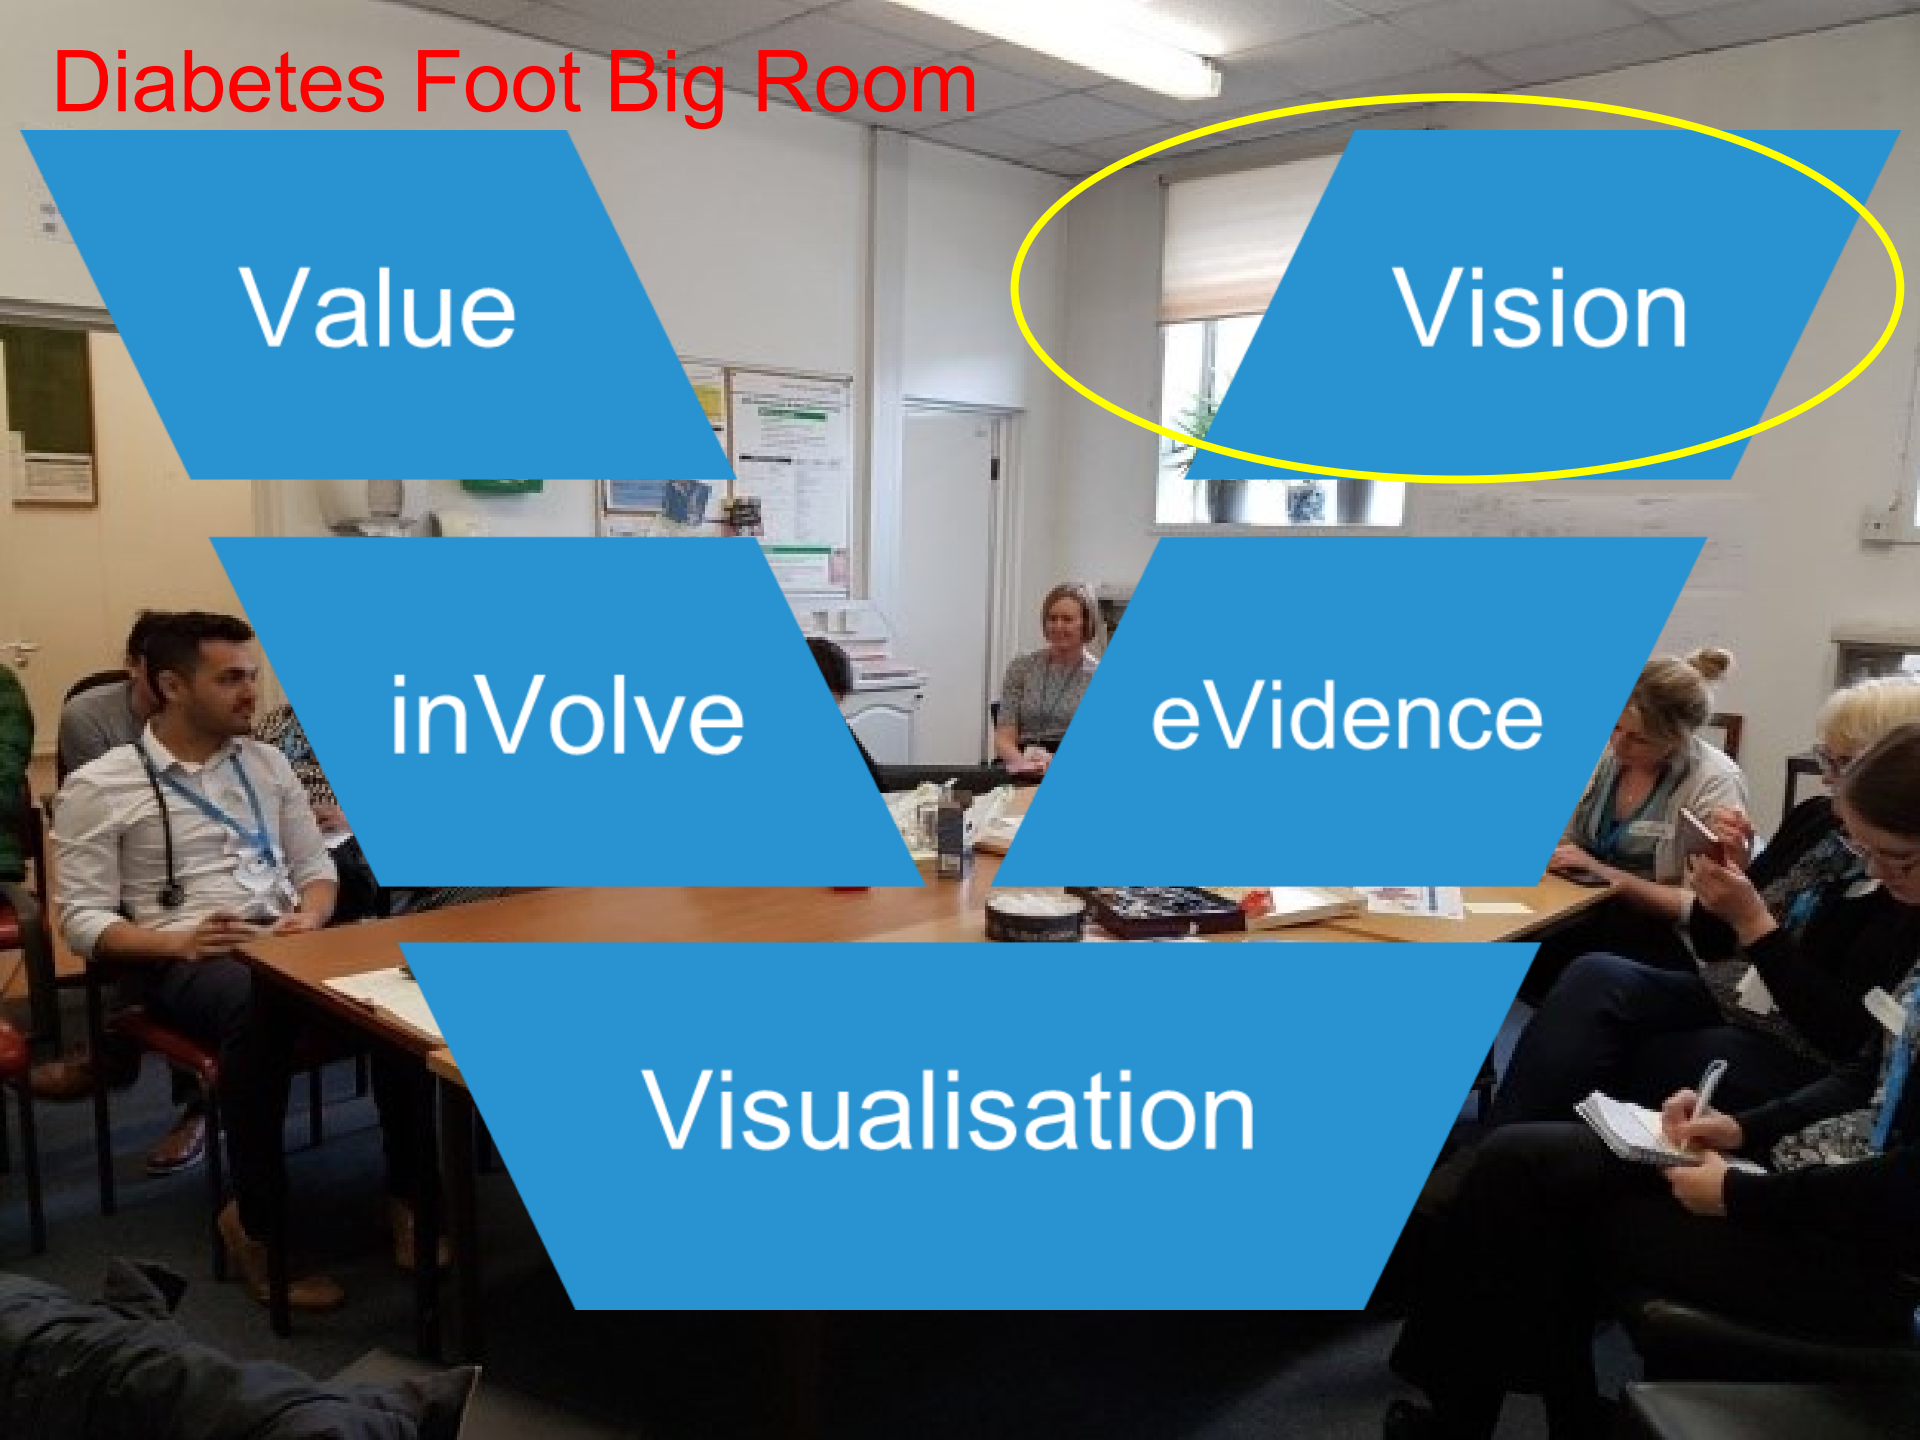 Diabetes Foot Big Room
Value
Vision
inVolve
eVidence
Visualisation